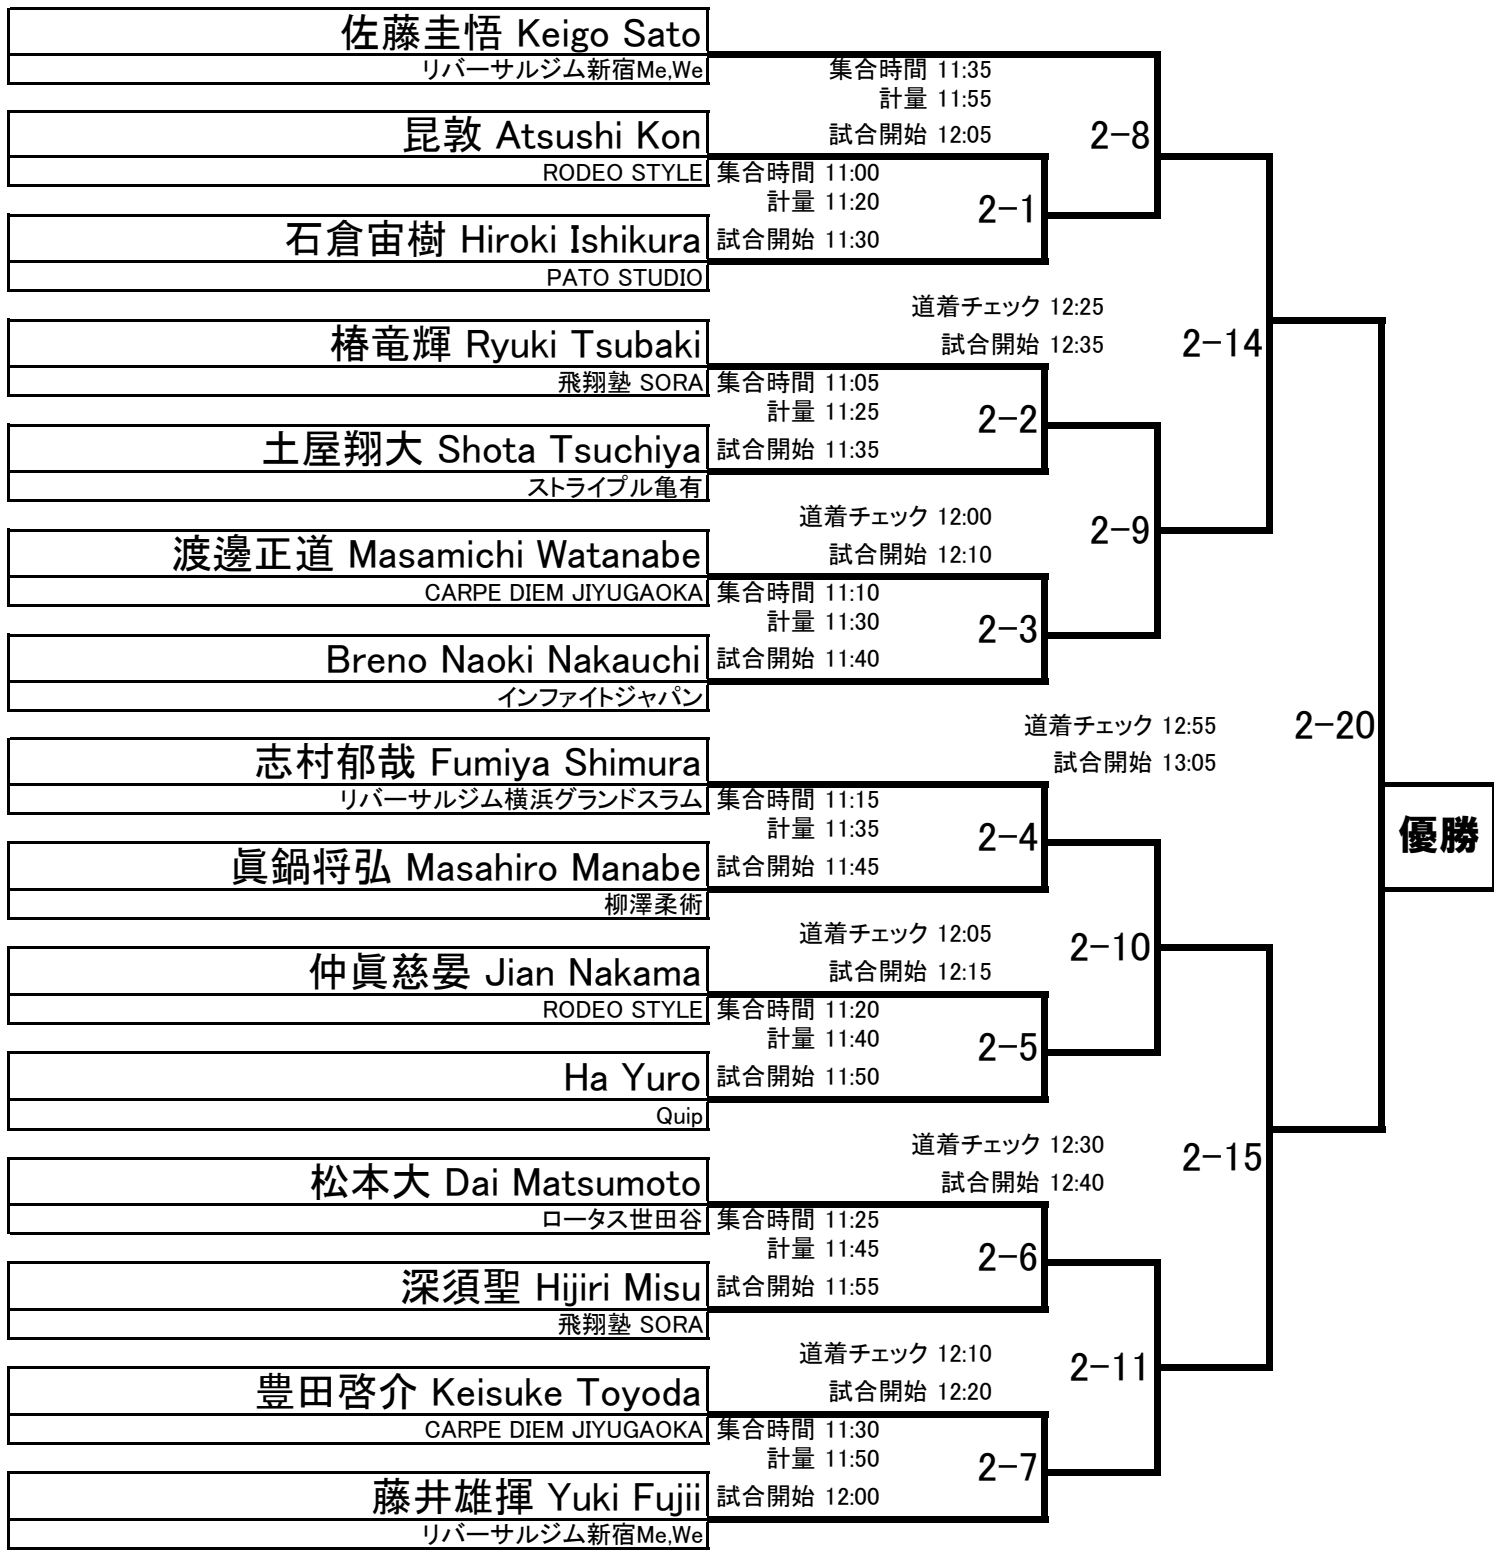 佐藤圭悟 Keigo Sato
リバーサルジム新宿Me,We
集合時間 11:35
計量 11:55
試合開始 12:05
2-8
昆敦 Atsushi Kon
RODEO STYLE
集合時間 11:00
計量 11:20
試合開始 11:30
2-1
石倉宙樹 Hiroki Ishikura
PATO STUDIO
道着チェック 12:25
試合開始 12:35
2-14
椿竜輝 Ryuki Tsubaki
飛翔塾 SORA
集合時間 11:05
計量 11:25
試合開始 11:35
2-2
土屋翔大 Shota Tsuchiya
ストライプル亀有
道着チェック 12:00
試合開始 12:10
2-9
渡邊正道 Masamichi Watanabe
CARPE DIEM JIYUGAOKA
集合時間 11:10
計量 11:30
試合開始 11:40
2-3
Breno Naoki Nakauchi
インファイトジャパン
道着チェック 12:55
試合開始 13:05
2-20
優勝
志村郁哉 Fumiya Shimura
リバーサルジム横浜グランドスラム
集合時間 11:15
計量 11:35
試合開始 11:45
2-4
眞鍋将弘 Masahiro Manabe
柳澤柔術
道着チェック 12:05
試合開始 12:15
2-10
仲眞慈晏 Jian Nakama
RODEO STYLE
集合時間 11:20
計量 11:40
試合開始 11:50
2-5
Ha Yuro
Quip
道着チェック 12:30
試合開始 12:40
2-15
松本大 Dai Matsumoto
ロータス世田谷
集合時間 11:25
計量 11:45
試合開始 11:55
2-6
深須聖 Hijiri Misu
飛翔塾 SORA
道着チェック 12:10
試合開始 12:20
2-11
豊田啓介 Keisuke Toyoda
CARPE DIEM JIYUGAOKA
集合時間 11:30
計量 11:50
試合開始 12:00
2-7
藤井雄揮 Yuki Fujii
リバーサルジム新宿Me,We